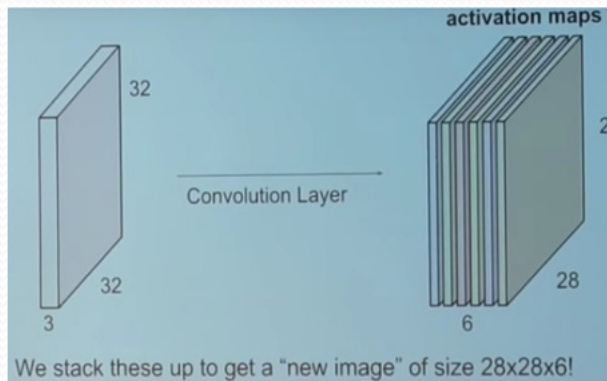 activation maps
32
2
Convolution Layer
32
28
3
6
We stack these up to get a “new image” of size 28x28x6!